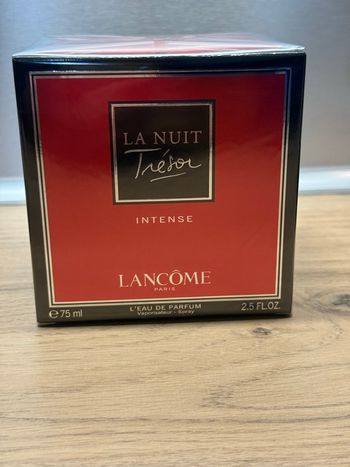 LA NUIT
Trésor
INTENSE
LANCÔME
PARIS
L'EAU DE PARFUM
Vaporisateur - Spray
℮ 75 ml
2.5 FL.OZ.